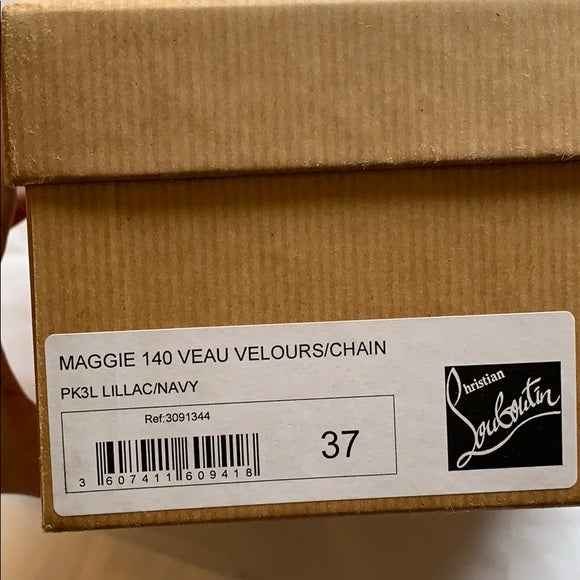 MAGGIE 140 VEAU VELOURS/CHAIN
PK3L LILLAC/NAVY
Ref:3091344
37
3 607411 609418
Christian
Louboutin